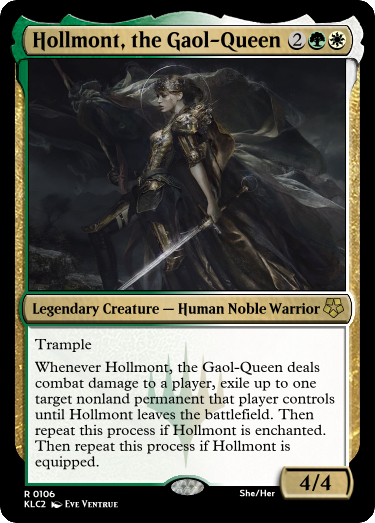 Hollmont, the Gaol-Queen 2
Legendary Creature — Human Noble Warrior
Trample
Whenever Hollmont, the Gaol-Queen deals
combat damage to a player, exile up to one
target nonland permanent that player controls
until Hollmont leaves the battlefield. Then
repeat this process if Hollmont is enchanted.
Then repeat this process if Hollmont is
equipped.
4/4
R 0106
She/Her
KLC2 Eve Ventrue